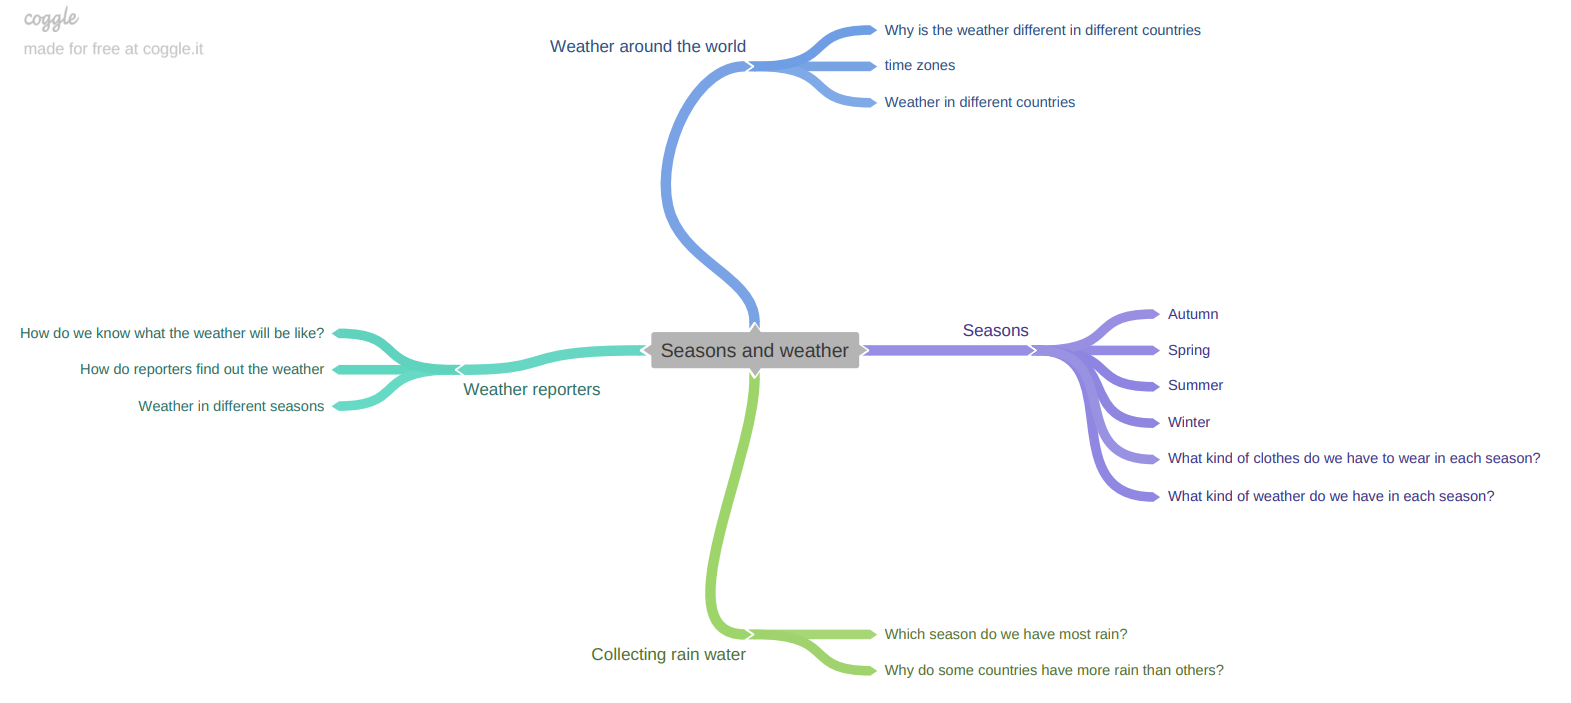 coggle
made for free at coggle.it
Weather around the world
Why is the weather different in different countries
time zones
Weather in different countries
Seasons and weather
Seasons
Autumn
Spring
Summer
Winter
What kind of clothes do we have to wear in each season?
What kind of weather do we have in each season?
How do we know what the weather will be like?
How do reporters find out the weather
Weather in different seasons
Weather reporters
Collecting rain water
Which season do we have most rain?
Why do some countries have more rain than others?